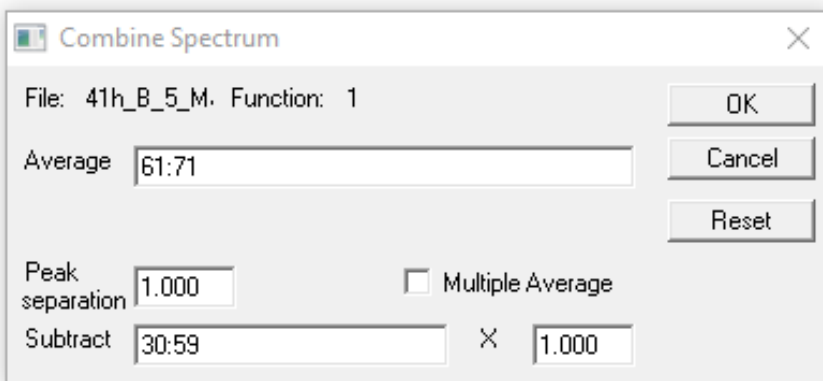 Combine Spectrum
File: 41h_B_5_M. Function: 1
OK
Average 61:71
Cancel
Reset
Peak
separation 1.000
Multiple Average
Subtract 30:59 X 1.000